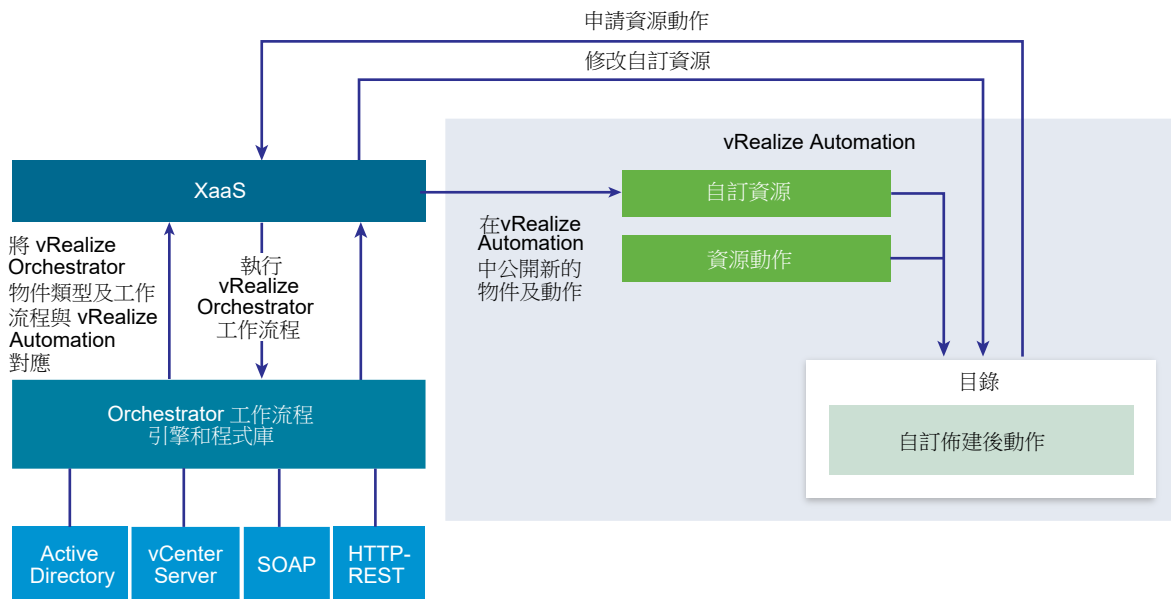 申請資源動作
修改自訂資源
vRealize Automation
XaaS
自訂資源
資源動作
在vRealize
Automation
中公開新的
物件及動作
將 vRealize
Orchestrator
物件類型及工作
流程與 vRealize
Automation
對應
執行
vRealize
Orchestrator
工作流程
目錄
自訂佈建後動作
Orchestrator 工作流程
引擎和程式庫
Active
Directory
vCenter
Server
SOAP
HTTP-
REST